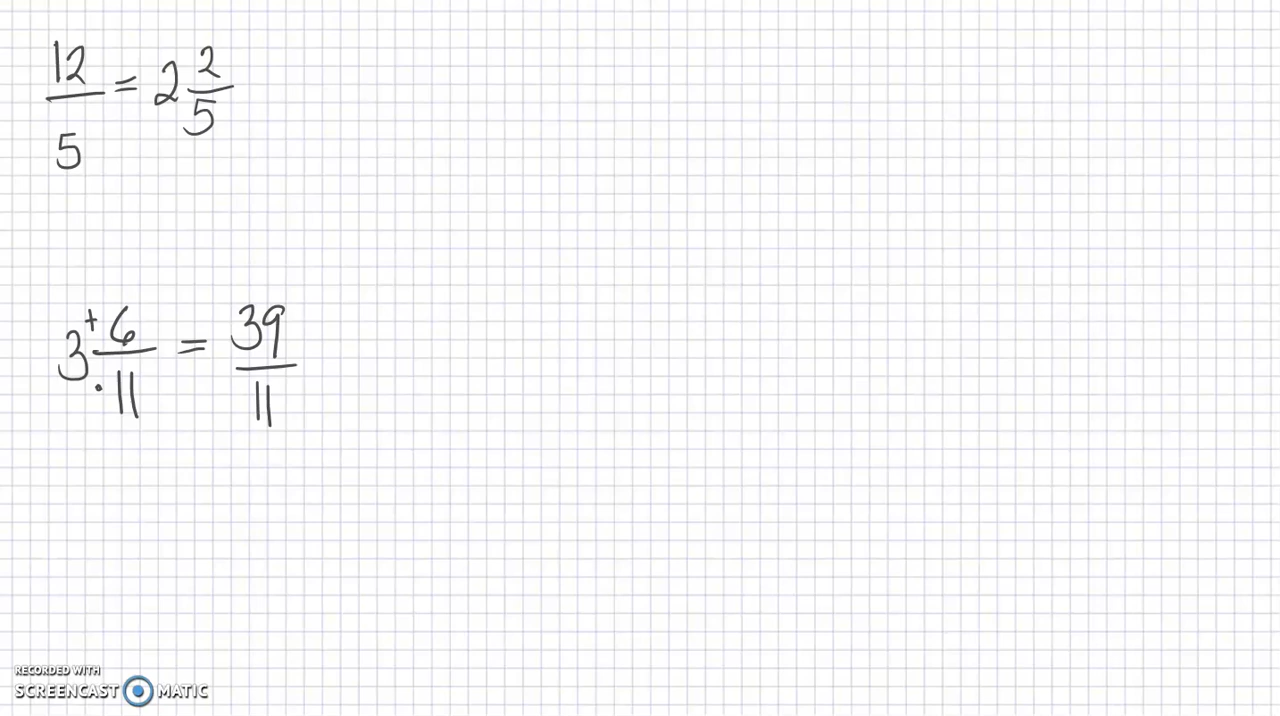 12/5 = 2 2/5
3 + 6/· 11 = 39/11
RECORDED WITH
SCREENCAST MATIC